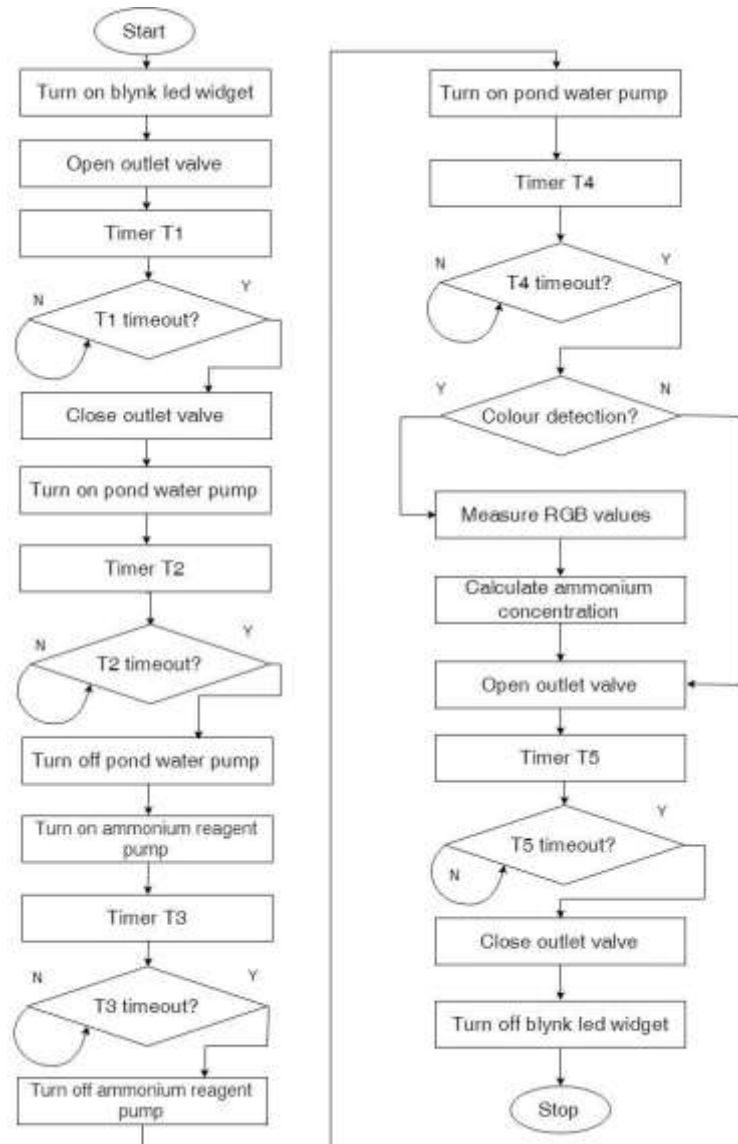 Start
Turn on blynk led widget
Open outlet valve
Timer T1
N
Y
T1 timeout?
Close outlet valve
Turn on pond water pump
Timer T2
N
Y
T2 timeout?
Turn off pond water pump
Turn on ammonium reagent
pump
Timer T3
N
Y
T3 timeout?
Turn off ammonium reagent
pump
Turn on pond water pump
Timer T4
N
Y
T4 timeout?
Y
N
Colour detection?
Measure RGB values
Calculate ammonium
concentration
Open outlet valve
Timer T5
Y
T5 timeout?
N
Close outlet valve
Turn off blynk led widget
Stop